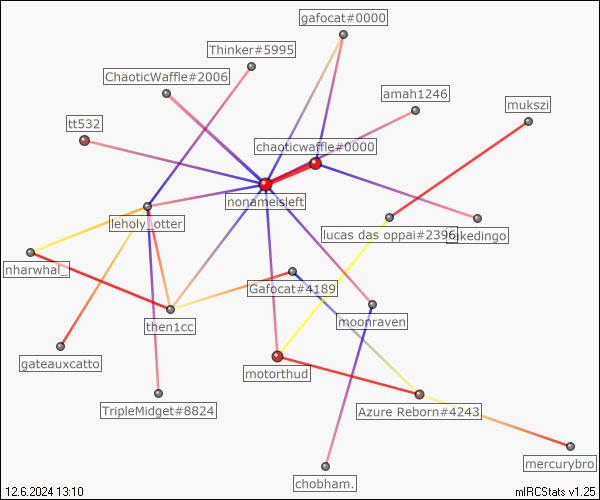 gafocat#0000
Thinker#5995
ChaoticWaffle#2006
amah1246
mukszi
tt532
chaoticwaffle#0000
nonameisleft
leholy_otter
lucas das oppai#2396
nharwhal_
Gafocat#4189
moonraven
then1cc
gateauxcatto
motorthud
TripleMidget#8824
Azure Reborn#4243
mercurybro
chobham.
12.6.2024 13:10
mIRCStats v1.25